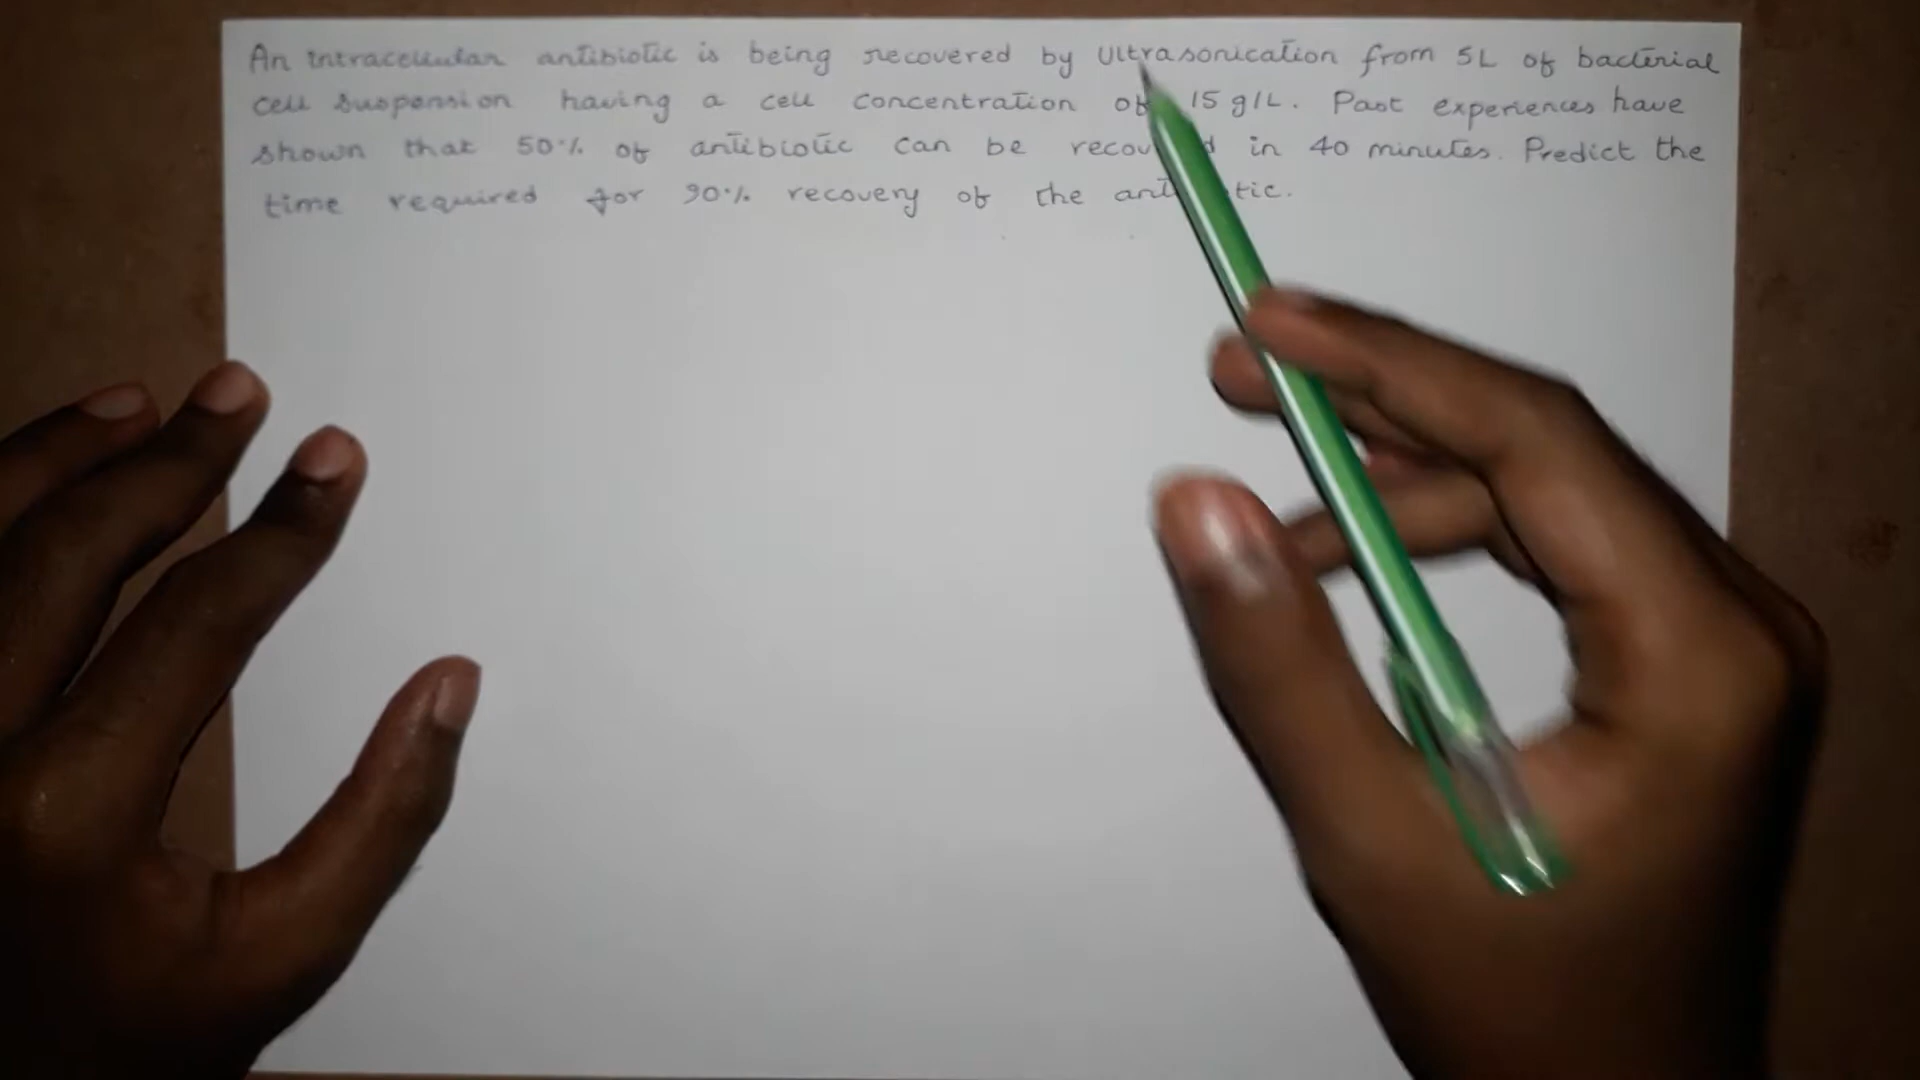 An intracellular antibiotic is being recovered by Ultrasonication from 5L of bacterial
cell suspension having a cell concentration of 15 g/L. Past experiences have
shown that 50% of antibiotic can be in 40 minutes. Predict the
time required for 90% recovery of the